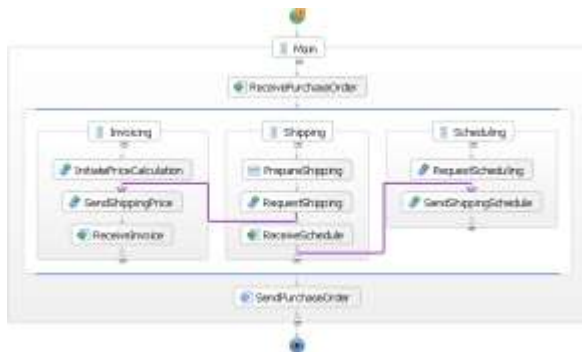 Main
ReceivePurchaseOrder
Invoicing
Shipping
Scheduling
InitiatePriceCalculation
PrepareShipping
RequestScheduling
SendShippingPrice
RequestShipping
SendShippingSchedule
ReceiveInvoice
ReceiveSchedule
SendPurchaseOrder